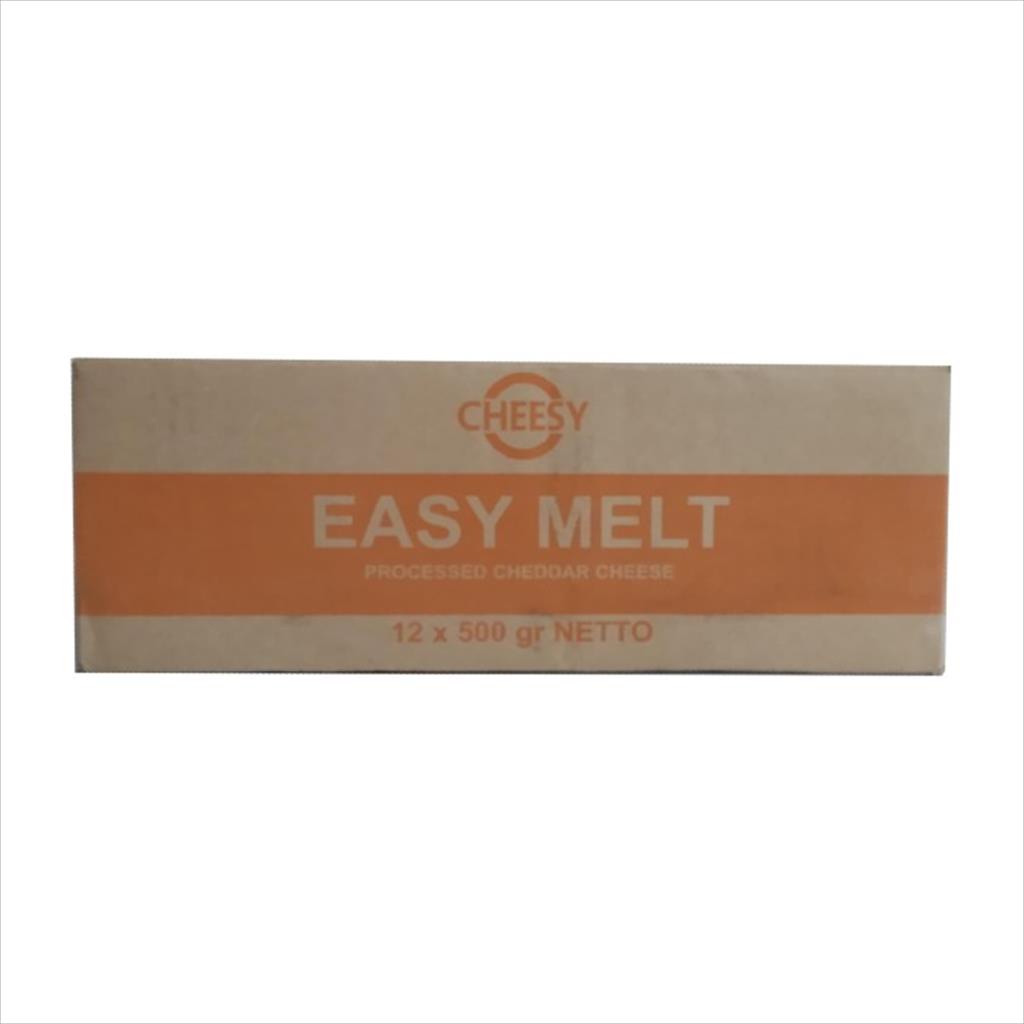 CHEESY
EASY MELT
PROCESSED CHEDDAR CHEESE
12 x 500 gr NETTO